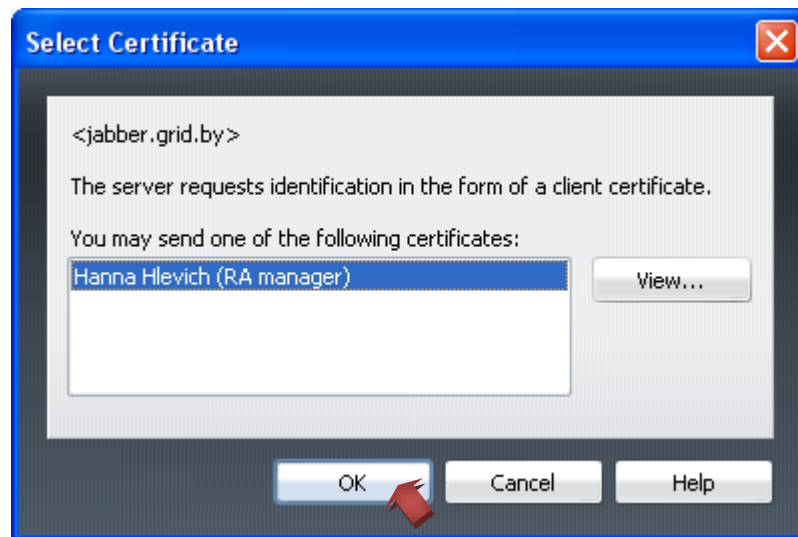 Select Certificate
<jabber.grid.by>
The server requests identification in the form of a client certificate.
You may send one of the following certificates:
Hanna Hlevich (RA manager)
View...
OK
Cancel
Help